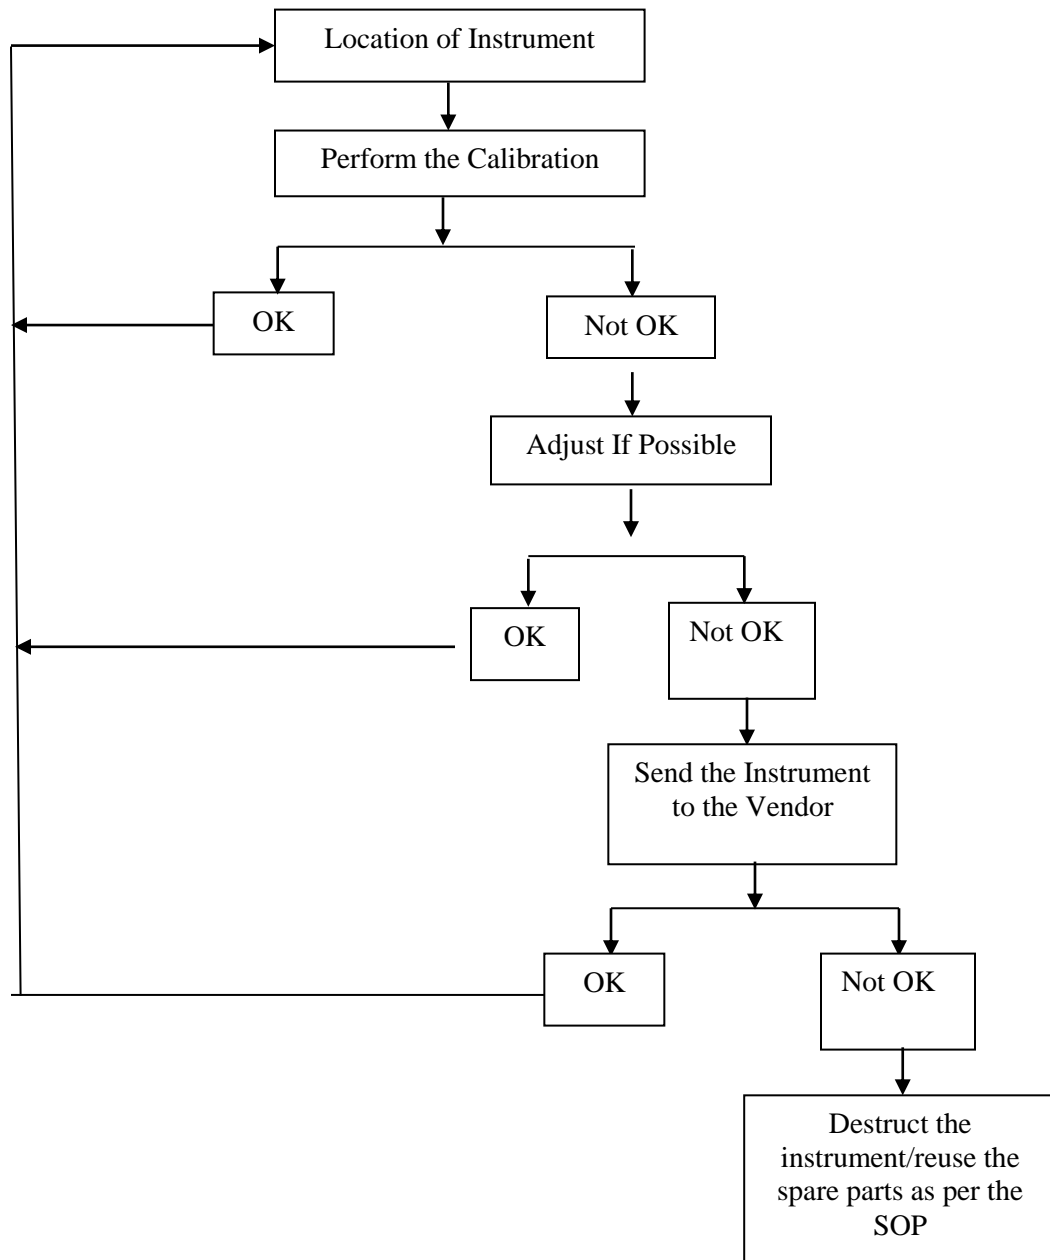 Location of Instrument
Perform the Calibration
OK
Not OK
Adjust If Possible
OK
Not OK
Send the Instrument
to the Vendor
OK
Not OK
Destruct the
instrument/reuse the
spare parts as per the
SOP